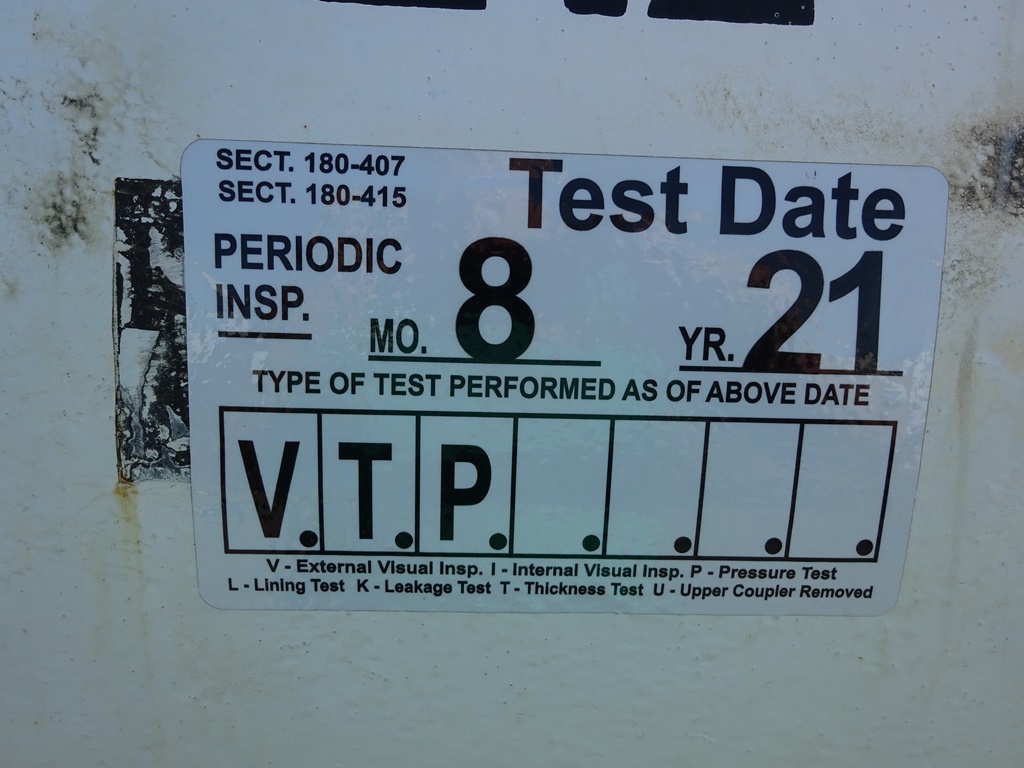 SECT. 180-407
SECT. 180-415
Test Date
PERIODIC
INSP.
MO. 8 YR. 21
TYPE OF TEST PERFORMED AS OF ABOVE DATE
V. T. P. . . . .
V - External Visual Insp. I - Internal Visual Insp. P - Pressure Test
L - Lining Test K - Leakage Test T - Thickness Test U - Upper Coupler Removed